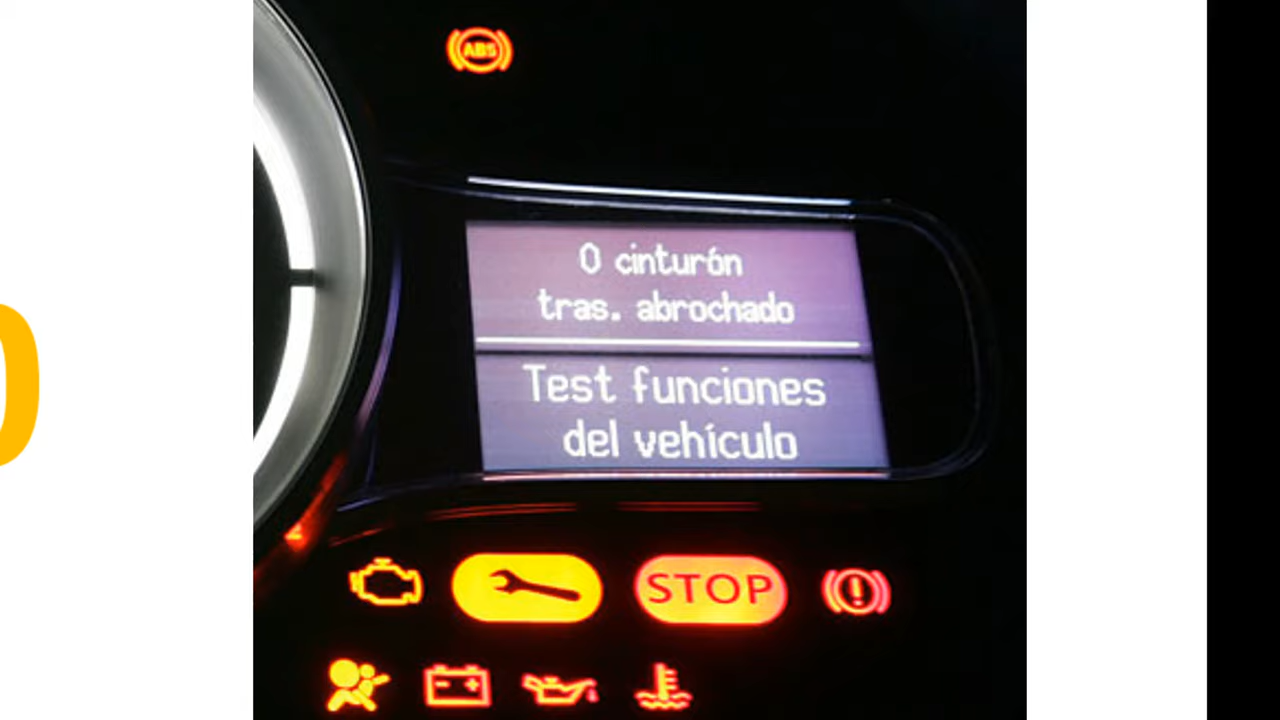 ABS
0 cinturón
tras. abrochado
Test funciones
del vehículo
STOP